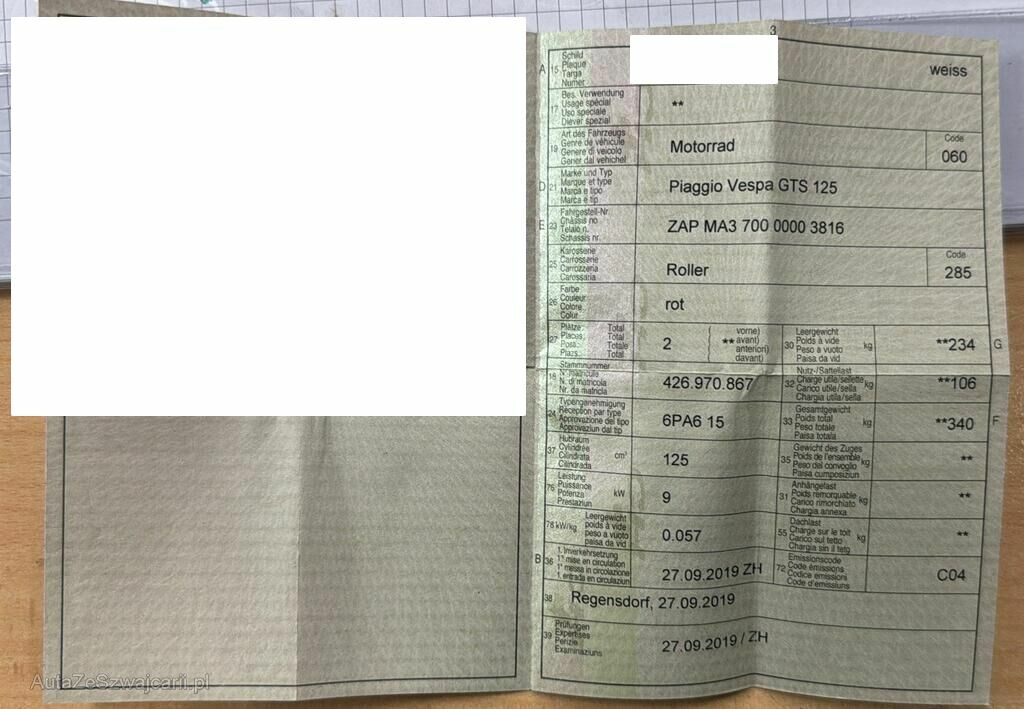 3
A 15 Schild
Plaque
Targa
Numer
weiss
17 Bes. Verwendung
Usage spécial
Uso speciale
Diever spezial
**
19 Art des Fahrzeugs
Genre de véhicule
Genere di veicolo
Gener dal vehichel
Motorrad
Code
060
D 21 Marke und Typ
Marque et type
Marca e tipo
Marca e tip
Piaggio Vespa GTS 125
E 23 Fahrgestell-Nr.
Châssis no
Telaio n.
Schassis nr.
ZAP MA3 700 0000 3816
25 Karosserie
Carrosserie
Carrozzeria
Carossaria
Roller
Code
285
26 Farbe
Couleur
Colore
Colur
rot
27 Plätze: Total
Places: Total
Posti: Totale
Plazs: Total
2
** ( vorne)
( avant)
( anteriori)
( davant)
30 Leergewicht
Poids à vide
Peso a vuoto
Paisa da vid
kg
**234
G
18 Stammnummer
N° matricule
Nr. di matricola
Nr. da matricla
426.970.867
32 Nutz-/Sattellast
Charge utile/sellette
Carico utile/sella
Chargia utila/sella
kg
**106
24 Typengenehmigung
Réception par type
Approvazione del tipo
Approvaziun dal tip
6PA6 15
33 Gesamtgewicht
Poids total
Peso totale
Paisa totala
kg
**340
F
37 Hubraum
Cylindrée
Cilindrata
Cilindrada
cm³
125
35 Gewicht des Zuges
Poids de l'ensemble
Peso del convoglio
Paisa cumposiziun
kg
**
76 Leistung
Puissance
Potenza
Prestaziun
kW
9
31 Anhängelast
Poids remorquable
Carico rimorchiato
Chargia annexa
kg
**
78 kW/kg
Leergewicht
poids à vide
peso a vuoto
paisa da vid
0.057
55 Dachlast
Charge sur le toit
Carico sul tetto
Chargia sin il tetg
kg
**
B 36 1. Inverkehrsetzung
1re mise en circulation
1a messa in circolazione
1. entrada en circulaziun
27.09.2019 ZH
72 Emissionscode
Code émissions
Codice emissioni
Code d'emissiuns
C04
38 Regensdorf, 27.09.2019
39 Prüfungen
Expertises
Perizie
Examinaziuns
27.09.2019 / ZH
AutaZeSzwajcarii.pl